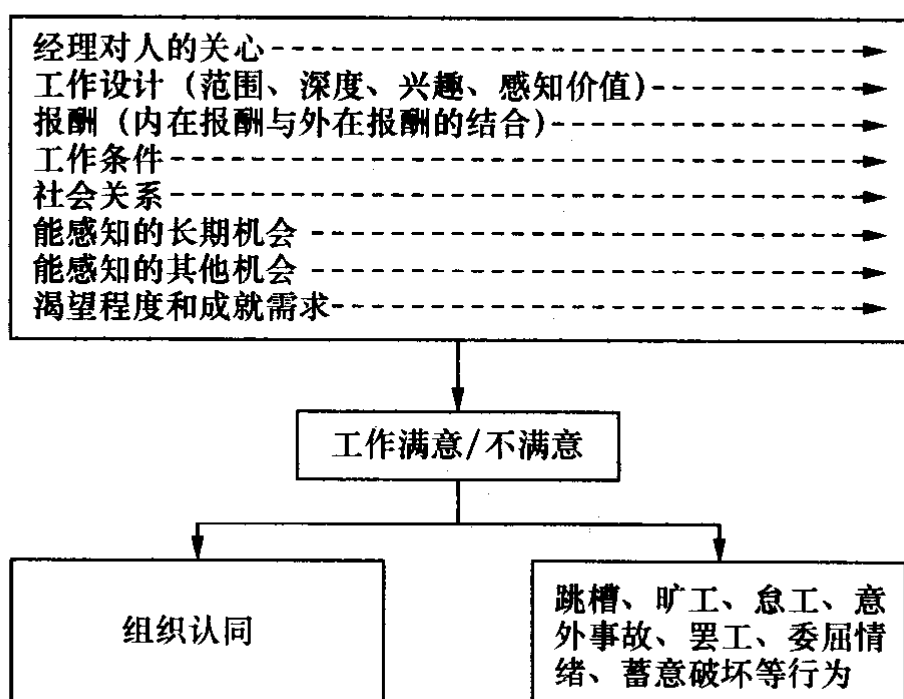 经理对人的关心
工作设计（范围、深度、兴趣、感知价值）
报酬（内在报酬与外在报酬的结合）
工作条件
社会关系
能感知的长期机会
能感知的其他机会
渴望程度和成就需求
工作满意/不满意
组织认同
跳槽、旷工、怠工、意
外事故、罢工、委屈情
绪、蓄意破坏等行为